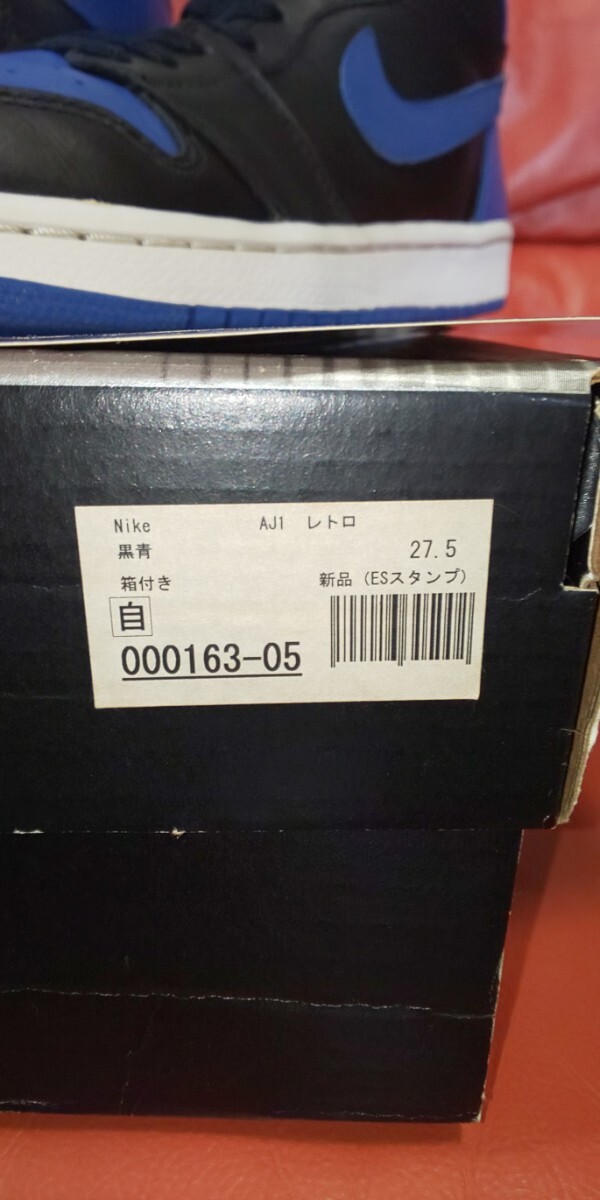 Nike AJ1 レトロ
黒青 27.5
箱付き 新品(ESスタンプ)
自
000163-05